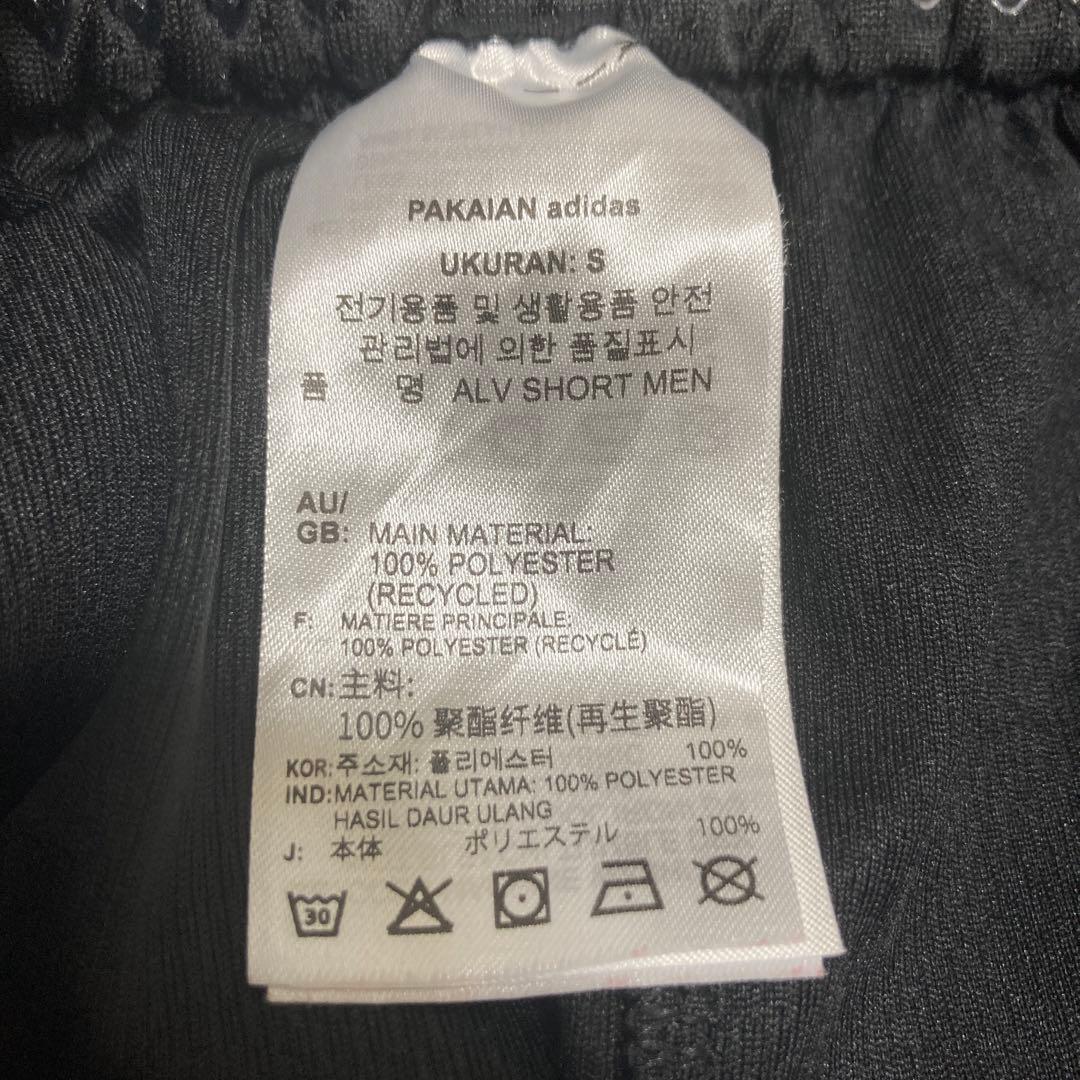 PAKAIAN adidas
UKURAN: S
전기용품 및 생활용품 안전
관리법에 의한 품질표시
품 명 ALV SHORT MEN
AU/
GB: MAIN MATERIAL:
100% POLYESTER
(RECYCLED)
F: MATIERE PRINCIPALE:
100% POLYESTER (RECYCLÉ)
CN: 主料:
100% 聚酯纤维(再生聚酯)
KOR: 주소재: 폴리에스터 100%
IND: MATERIAL UTAMA: 100% POLYESTER
HASIL DAUR ULANG
J: 本体 ポリエステル 100%
30